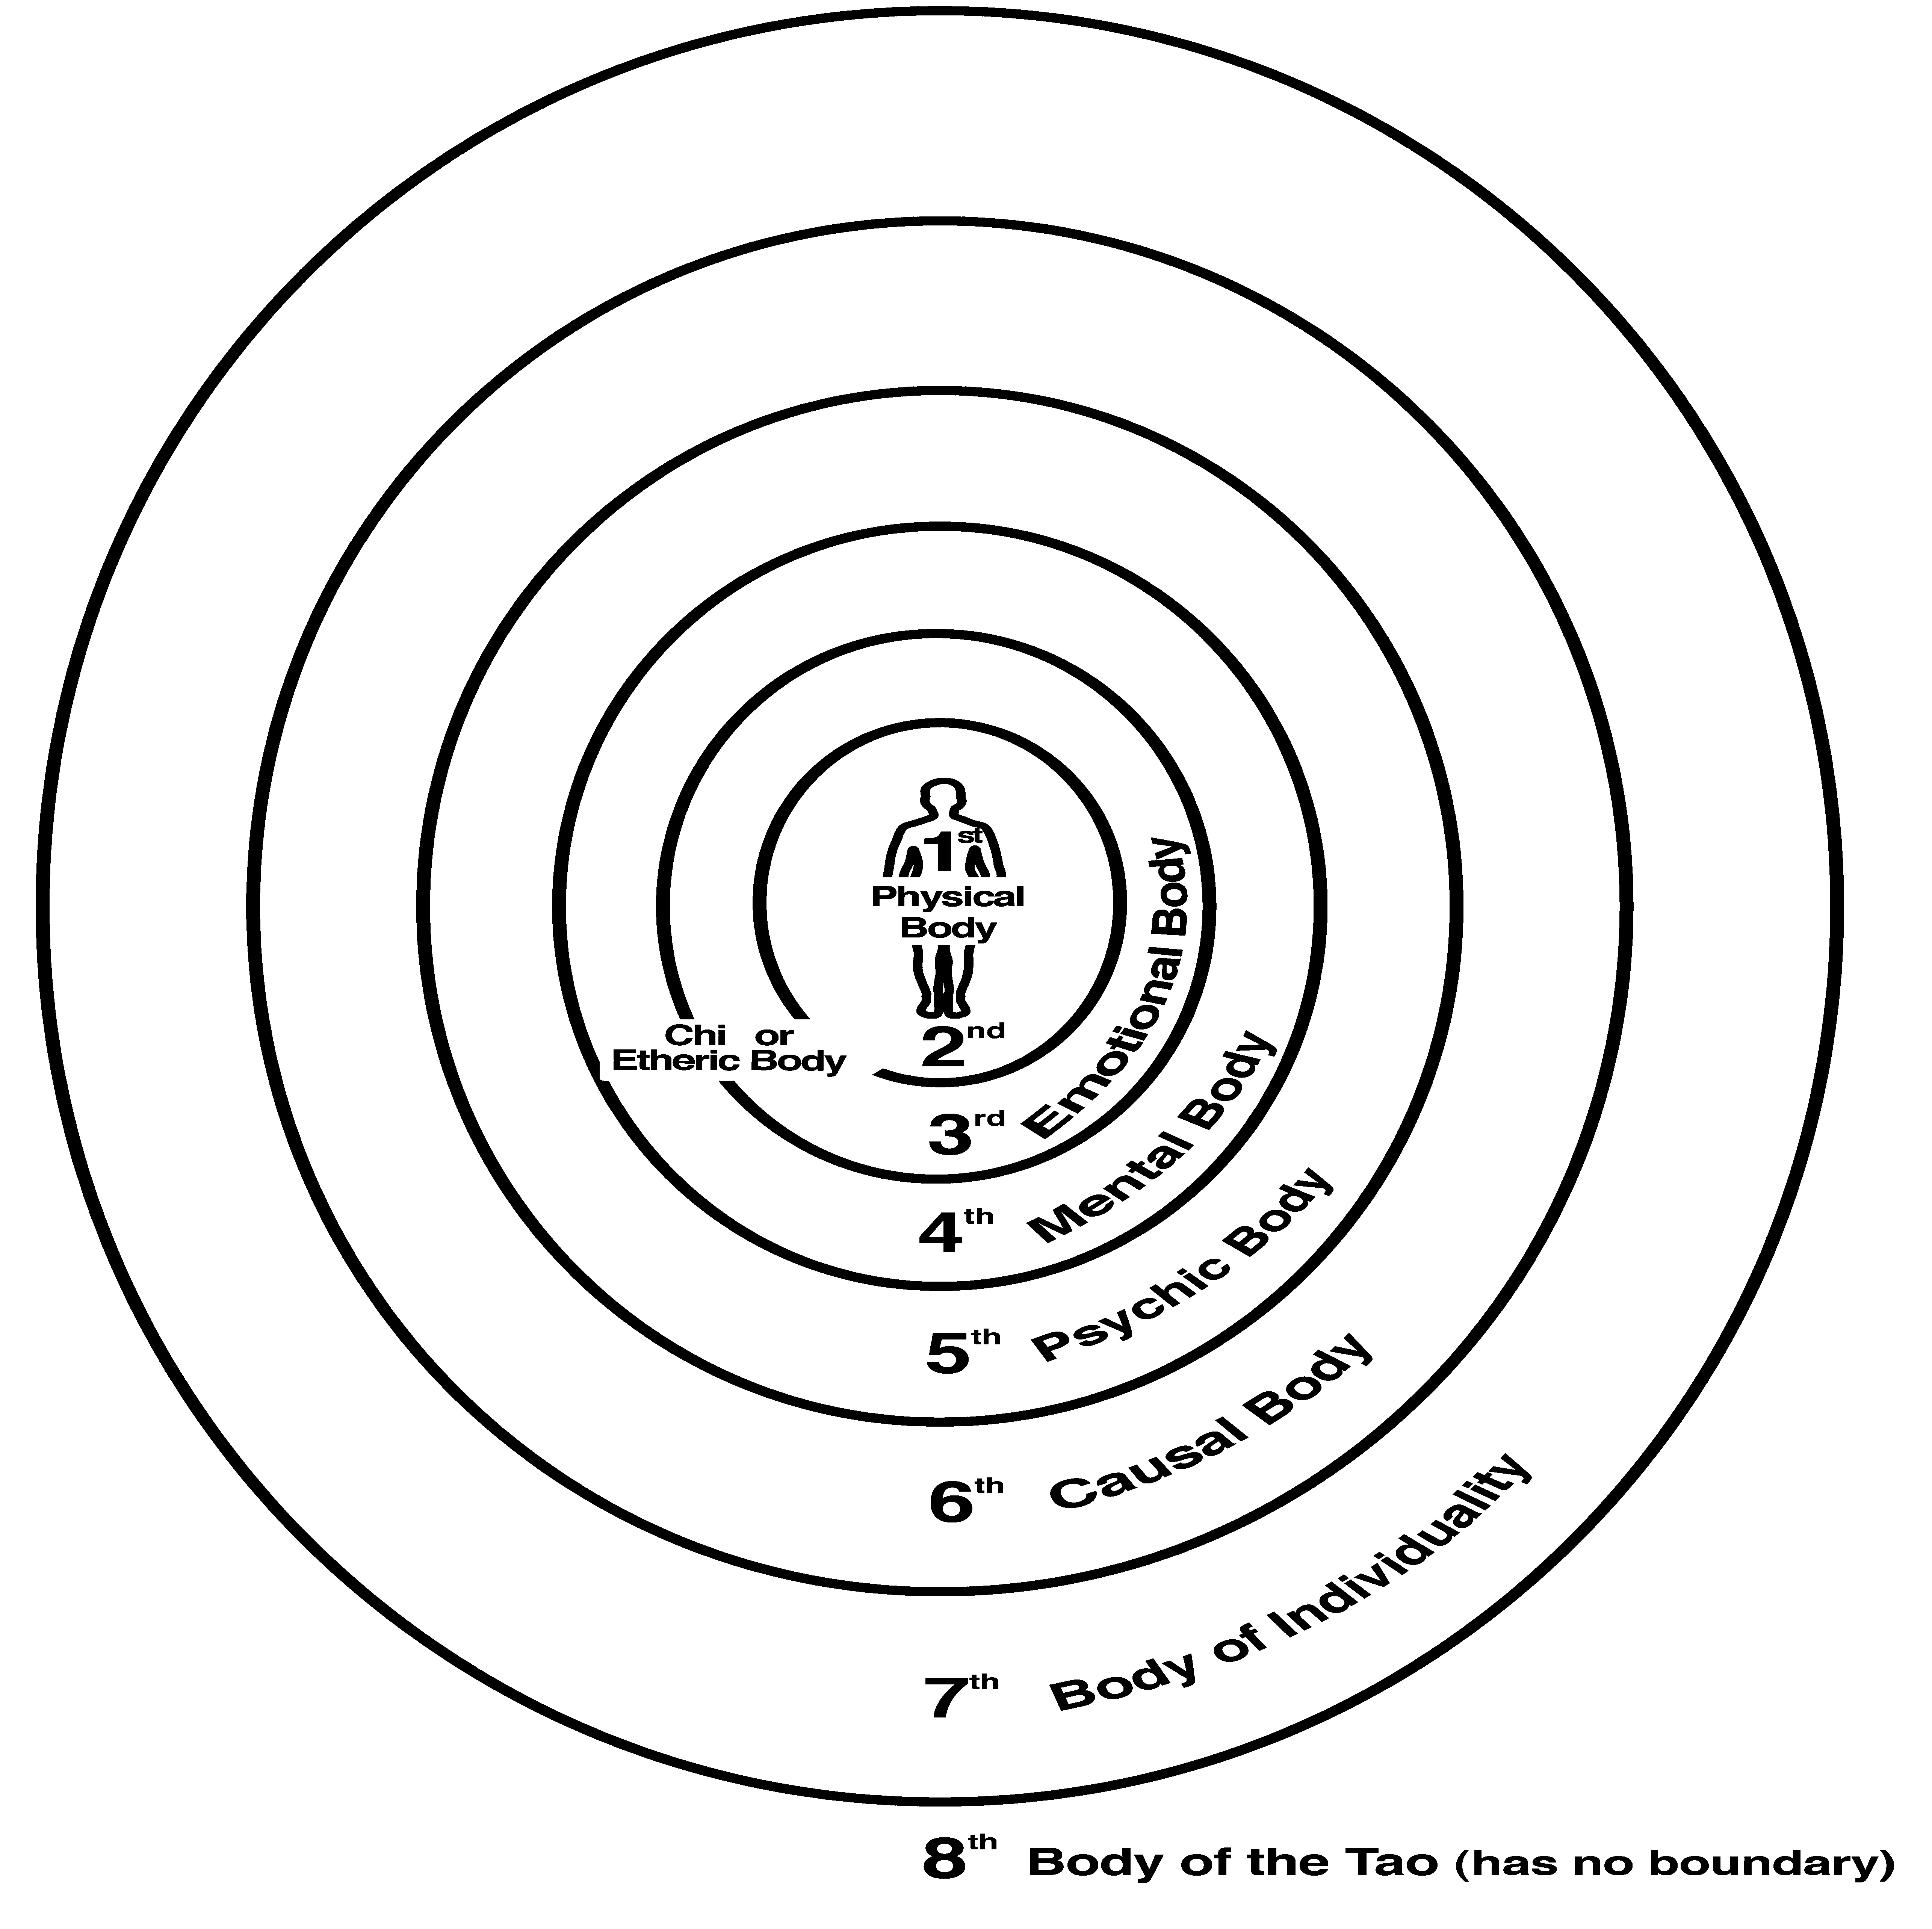 1st
Physical
Body
2nd
Chi or
Etheric Body
3rd Emotional Body
4th Mental Body
5th Psychic Body
6th Causal Body
7th Body of Individuality
8th Body of the Tao (has no boundary)